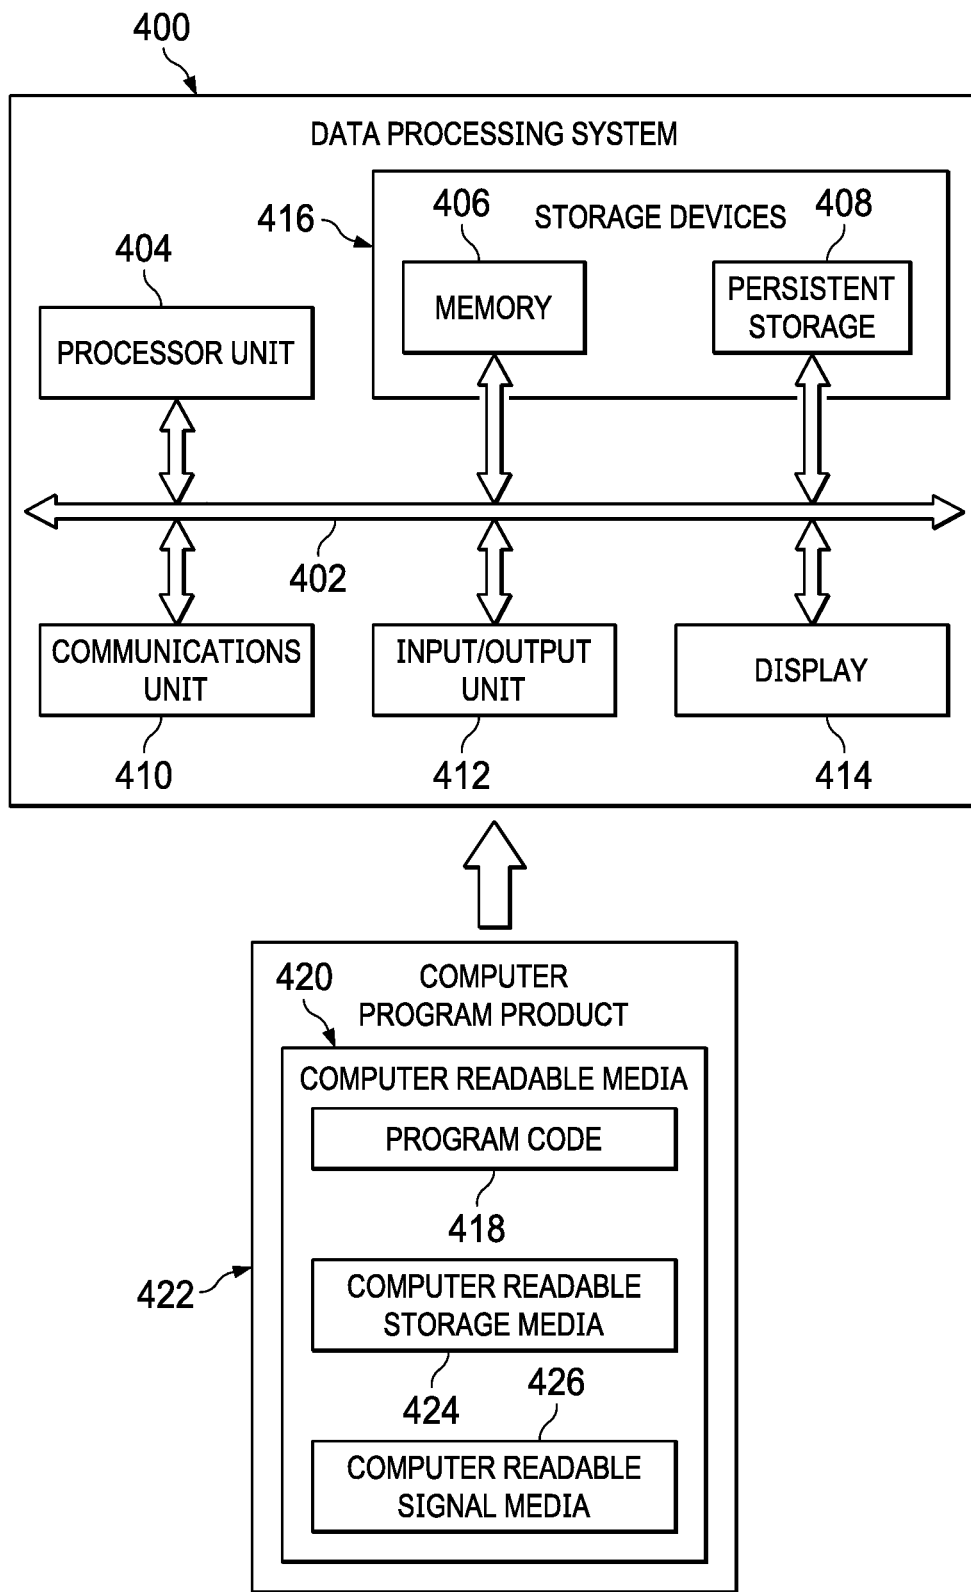 400
DATA PROCESSING SYSTEM
416
406
STORAGE DEVICES
408
404
MEMORY
PERSISTENT
STORAGE
PROCESSOR UNIT
402
COMMUNICATIONS
UNIT
INPUT/OUTPUT
UNIT
DISPLAY
410
412
414
420
COMPUTER
PROGRAM PRODUCT
COMPUTER READABLE MEDIA
PROGRAM CODE
418
422
COMPUTER READABLE
STORAGE MEDIA
424
426
COMPUTER READABLE
SIGNAL MEDIA